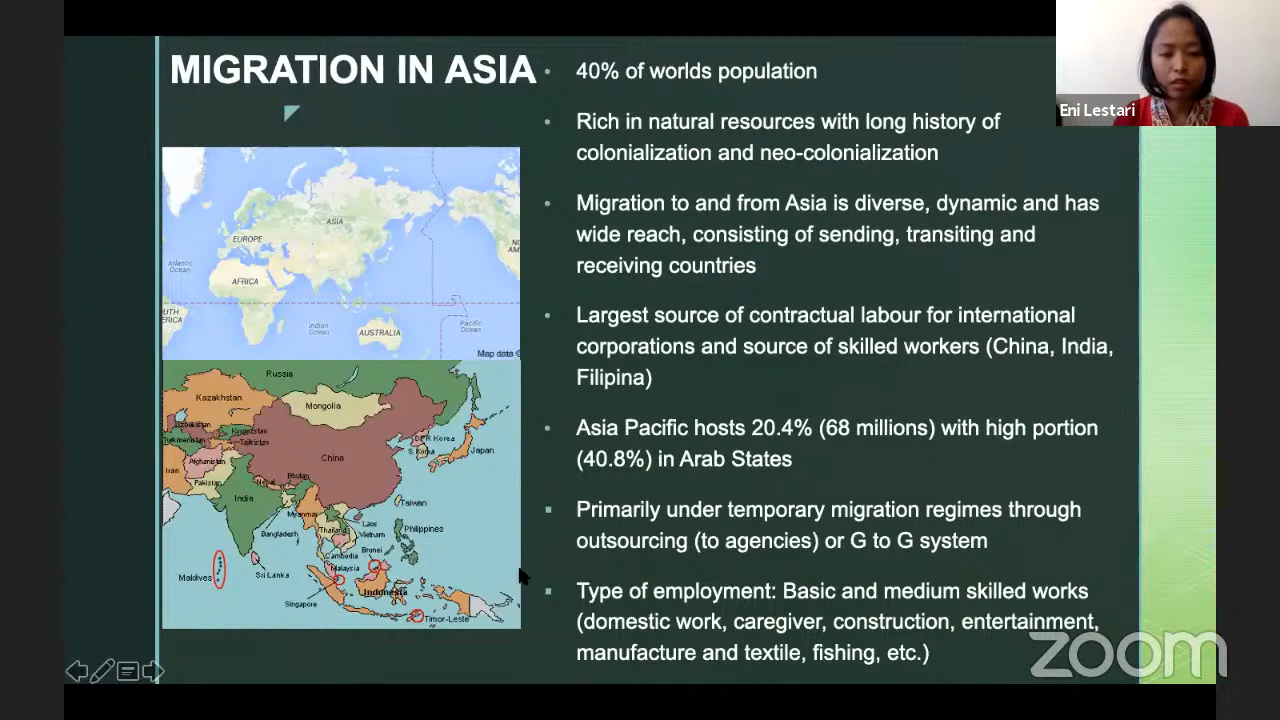 MIGRATION IN ASIA
40% of worlds population
Rich in natural resources with long history of
colonialization and neo-colonialization
Migration to and from Asia is diverse, dynamic and has
wide reach, consisting of sending, transiting and
receiving countries
Largest source of contractual labour for international
corporations and source of skilled workers (China, India,
Filipina)
Asia Pacific hosts 20.4% (68 millions) with high portion
(40.8%) in Arab States
Primarily under temporary migration regimes through
outsourcing (to agencies) or G to G system
Type of employment: Basic and medium skilled works
(domestic work, caregiver, construction, entertainment,
manufacture and textile, fishing, etc.)
Eni Lestari
zoom
ASIA
EUROPE
Atlantic
Ocean
AFRICA
Indian
Ocean
AUSTRALIA
Pacific
Ocean
Map data
Russia
Kazakhstan
Mongolia
Uzbekistan
Kyrgyzstan
Turkmenistan
Tajikistan
D.P.R Korea
S. Korea
Japan
China
Afghanistan
Iran
Pakistan
Nepal
Bhutan
India
Taiwan
Myanmar
Laos
Bangladesh
Thailand
Vietnam
Philippines
Cambodia
Brunei
Malaysia
Maldives
Sri Lanka
Indonesia
Singapore
Timor-Leste